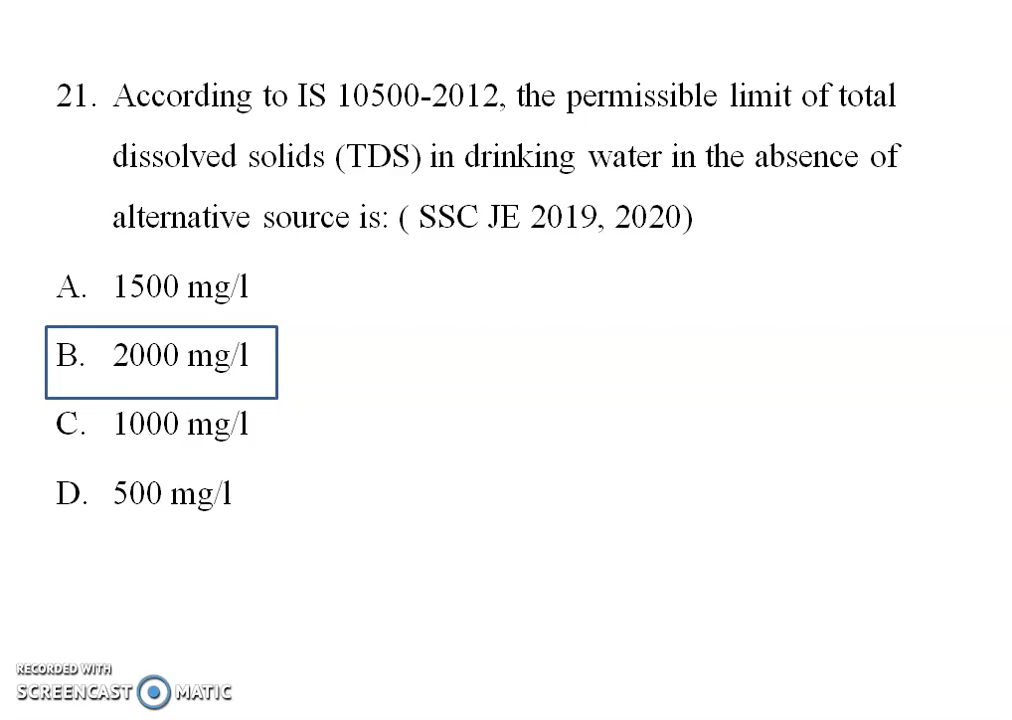 21. According to IS 10500-2012, the permissible limit of total
dissolved solids (TDS) in drinking water in the absence of
alternative source is: ( SSC JE 2019, 2020)
A. 1500 mg/l
B. 2000 mg/l
C. 1000 mg/l
D. 500 mg/l
RECORDED WITH
SCREENCAST MATIC